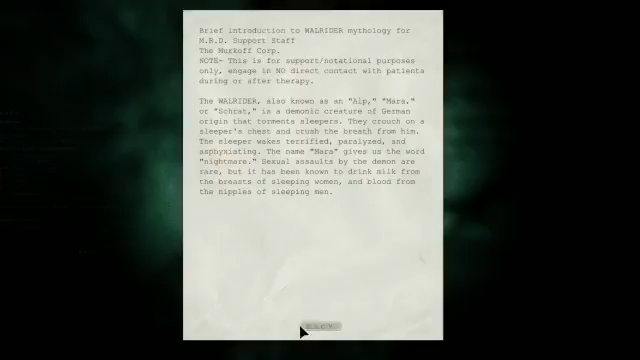 Brief introduction to WALRIDER mythology for
M.R.D. Support Staff
The Murkoff Corp.
NOTE- This is for support/notational purposes
only, engage in NO direct contact with patients
during or after therapy.
The WALRIDER, also known as an "Alp," "Mara,"
or "Schrat," is a demonic creature of German
origin that torments sleepers. They crouch on a
sleeper's chest and crush the breath from him.
The sleeper wakes terrified, paralyzed, and
asphyxiating. The name "Mara" gives us the word
"nightmare." Sexual assaults by the demon are
rare, but it has been known to drink milk from
the breasts of sleeping women, and blood from
the nipples of sleeping men.